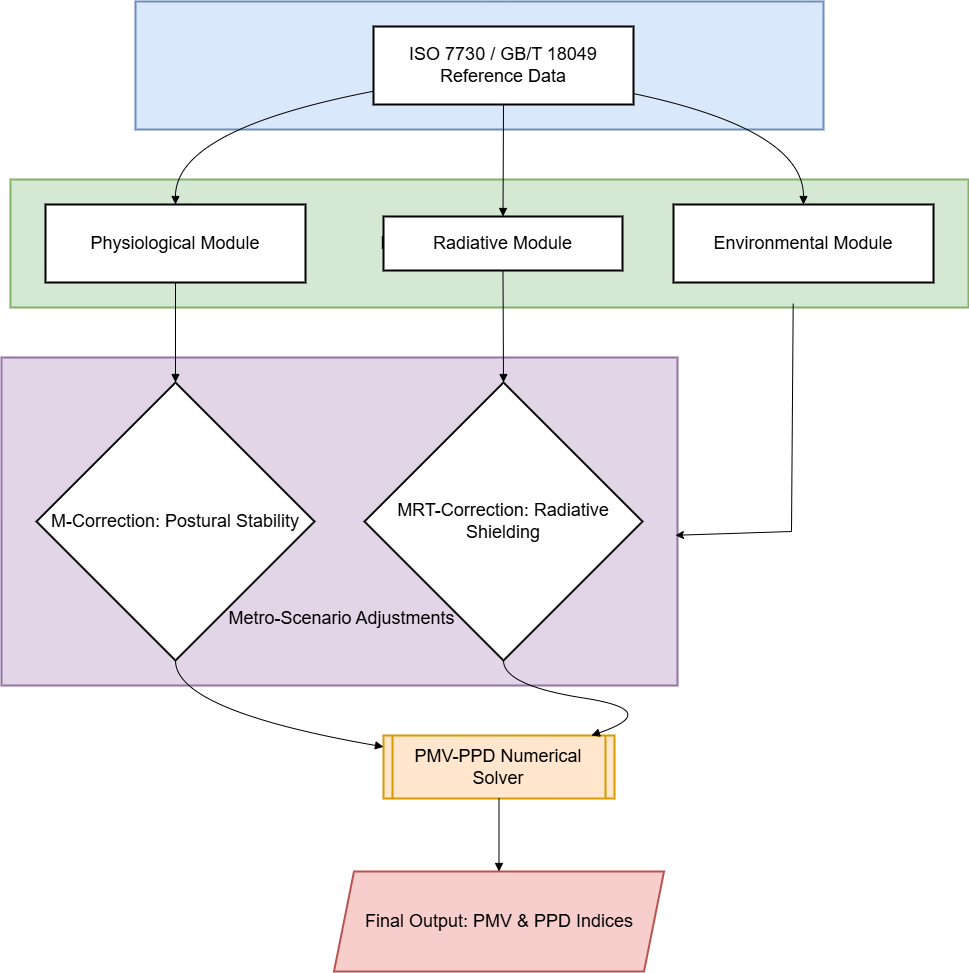 ISO 7730 / GB/T 18049
Reference Data
Physiological Module
Radiative Module
Environmental Module
M-Correction: Postural Stability
MRT-Correction: Radiative
Shielding
Metro-Scenario Adjustments
PMV-PPD Numerical
Solver
Final Output: PMV & PPD Indices